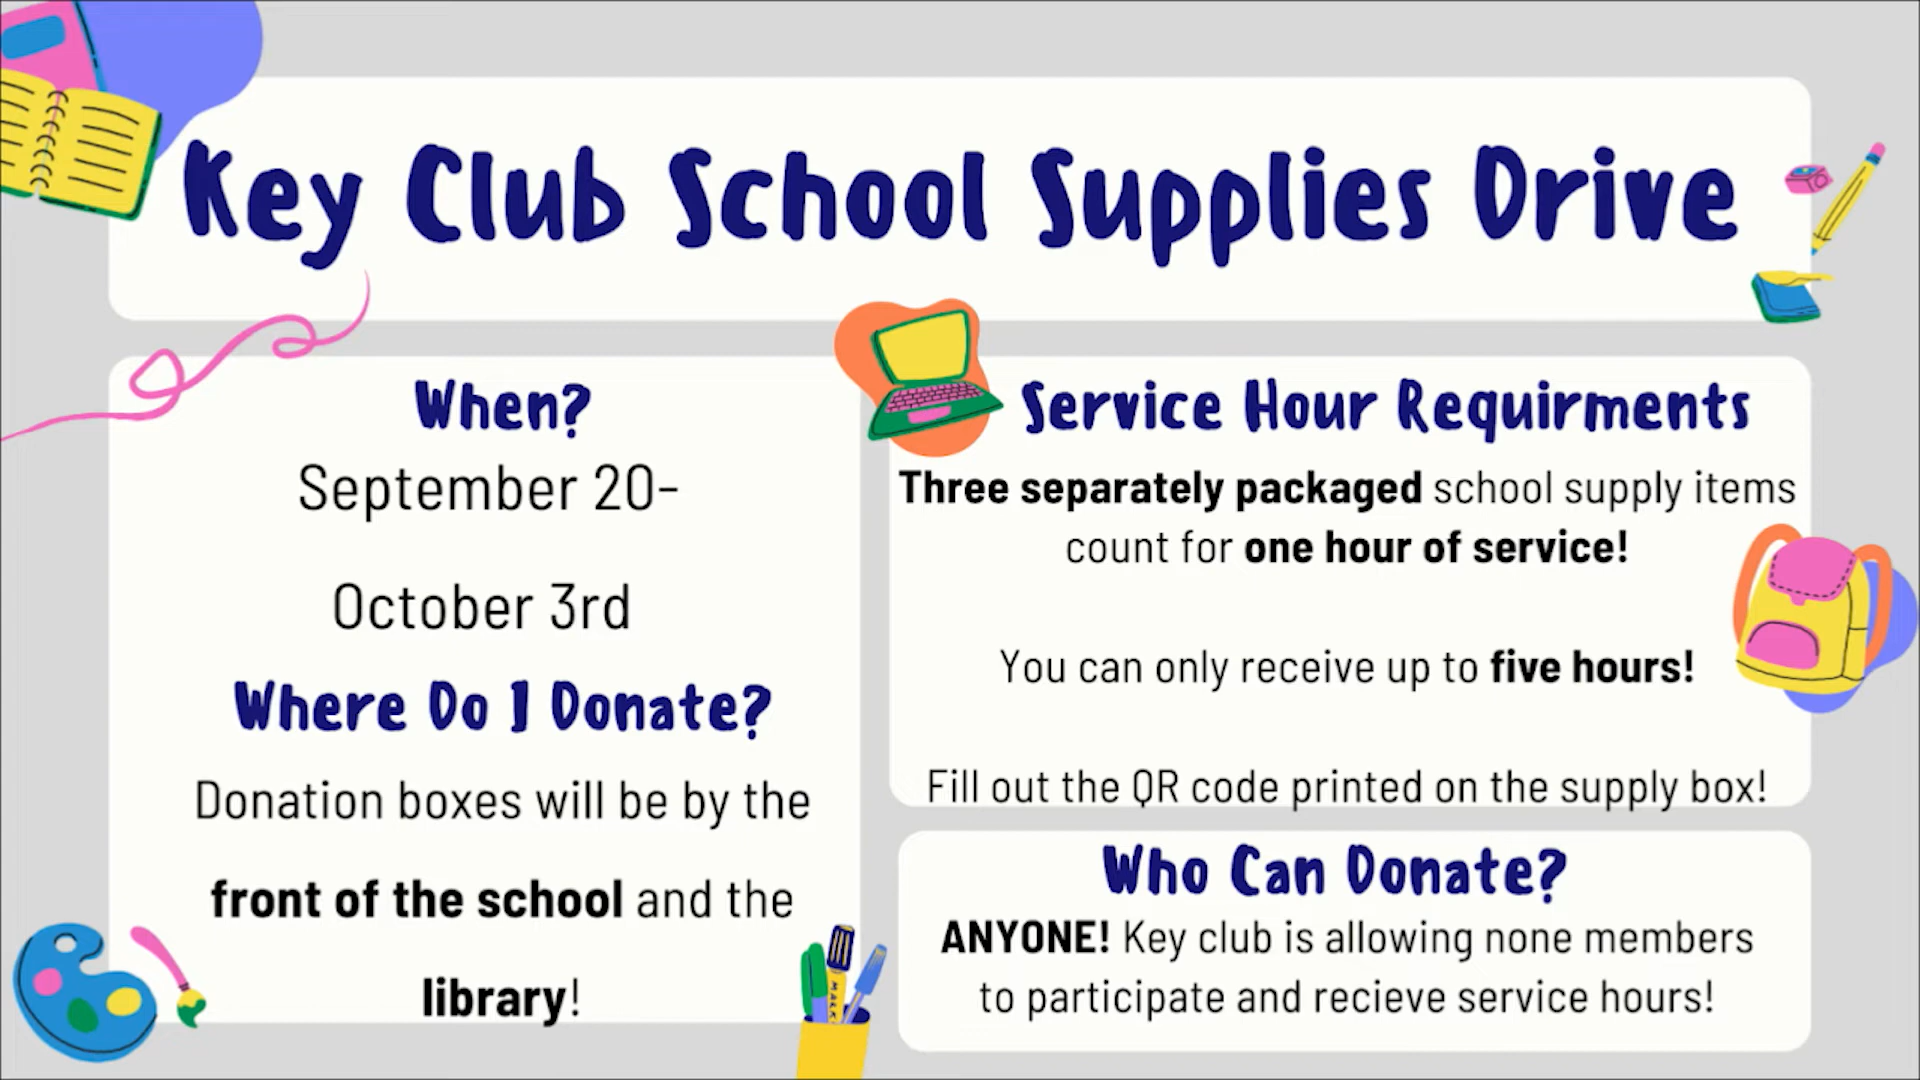 Key Club School Supplies Drive
When?
September 20-
October 3rd
Where Do I Donate?
Donation boxes will be by the
front of the school and the
library!
Service Hour Requirments
Three separately packaged school supply items
count for one hour of service!
You can only receive up to five hours!
Fill out the QR code printed on the supply box!
Who Can Donate?
ANYONE! Key club is allowing none members
to participate and recieve service hours!